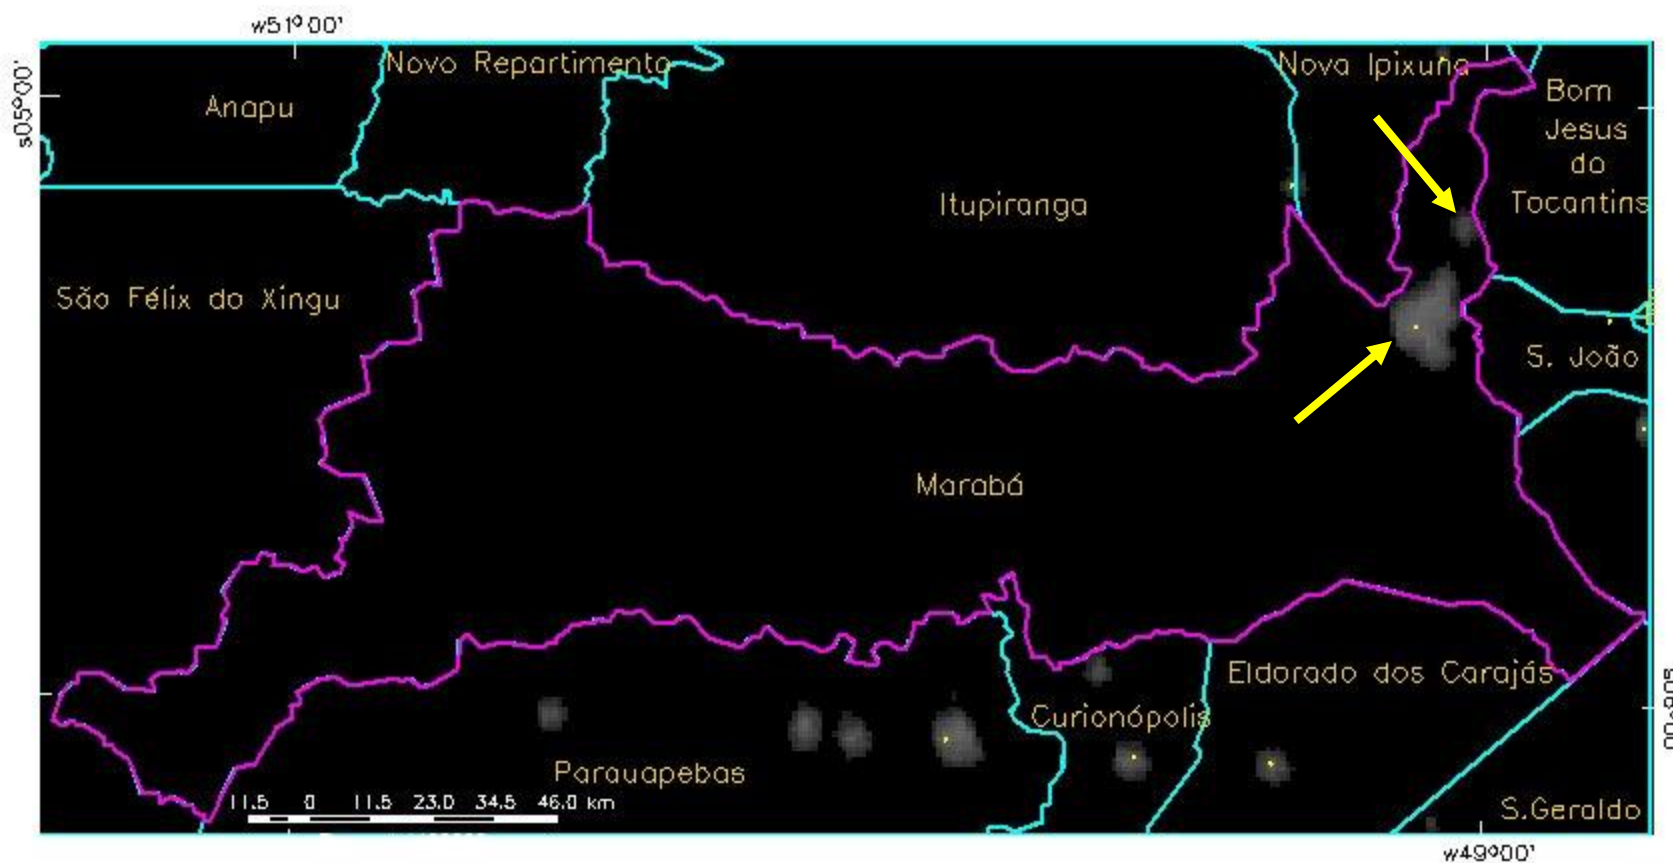 w51º00'
s05º00'
Novo Repartimento
Nova Ipixuna
Anapu
Bom
Jesus
do
Tocantins
Itupiranga
São Félix do Xingu
S. João
Marabá
Eldorado dos Carajás
Curionópolis
Parauapebas
11.5 0 11.5 23.0 34.5 46.0 km
S.Geraldo
w49º00'